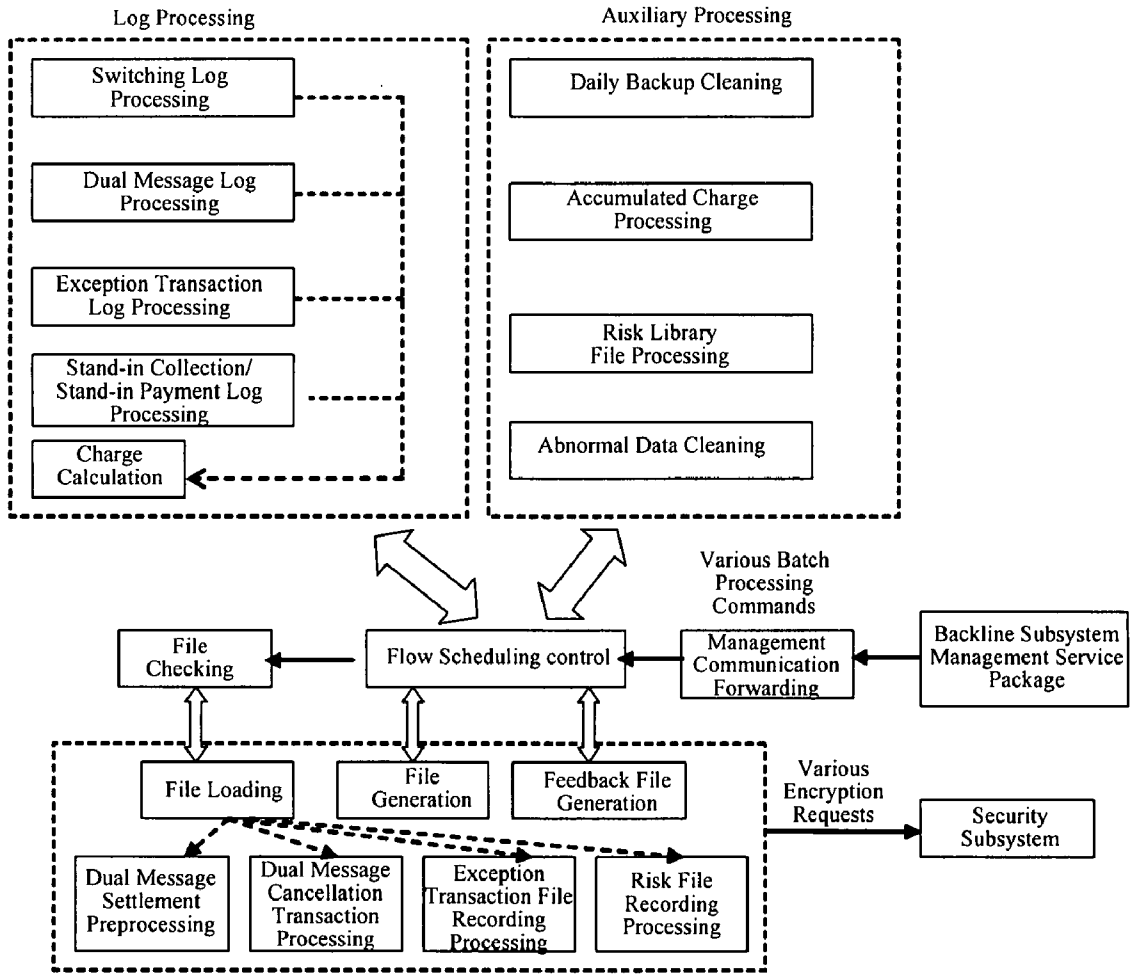 Log Processing
Auxiliary Processing
Switching Log
Processing
Dual Message Log
Processing
Exception Transaction
Log Processing
Stand-in Collection/
Stand-in Payment Log
Processing
Charge
Calculation
Daily Backup Cleaning
Accumulated Charge
Processing
Risk Library
File Processing
Abnormal Data Cleaning
Various Batch
Processing
Commands
File
Checking
Flow Scheduling control
Management
Communication
Forwarding
Backline Subsystem
Management Service
Package
File Loading
File
Generation
Feedback File
Generation
Various
Encryption
Requests
Security
Subsystem
Dual Message
Settlement
Preprocessing
Dual Message
Cancellation
Transaction
Processing
Exception
Transaction File
Recording
Processing
Risk File
Recording
Processing